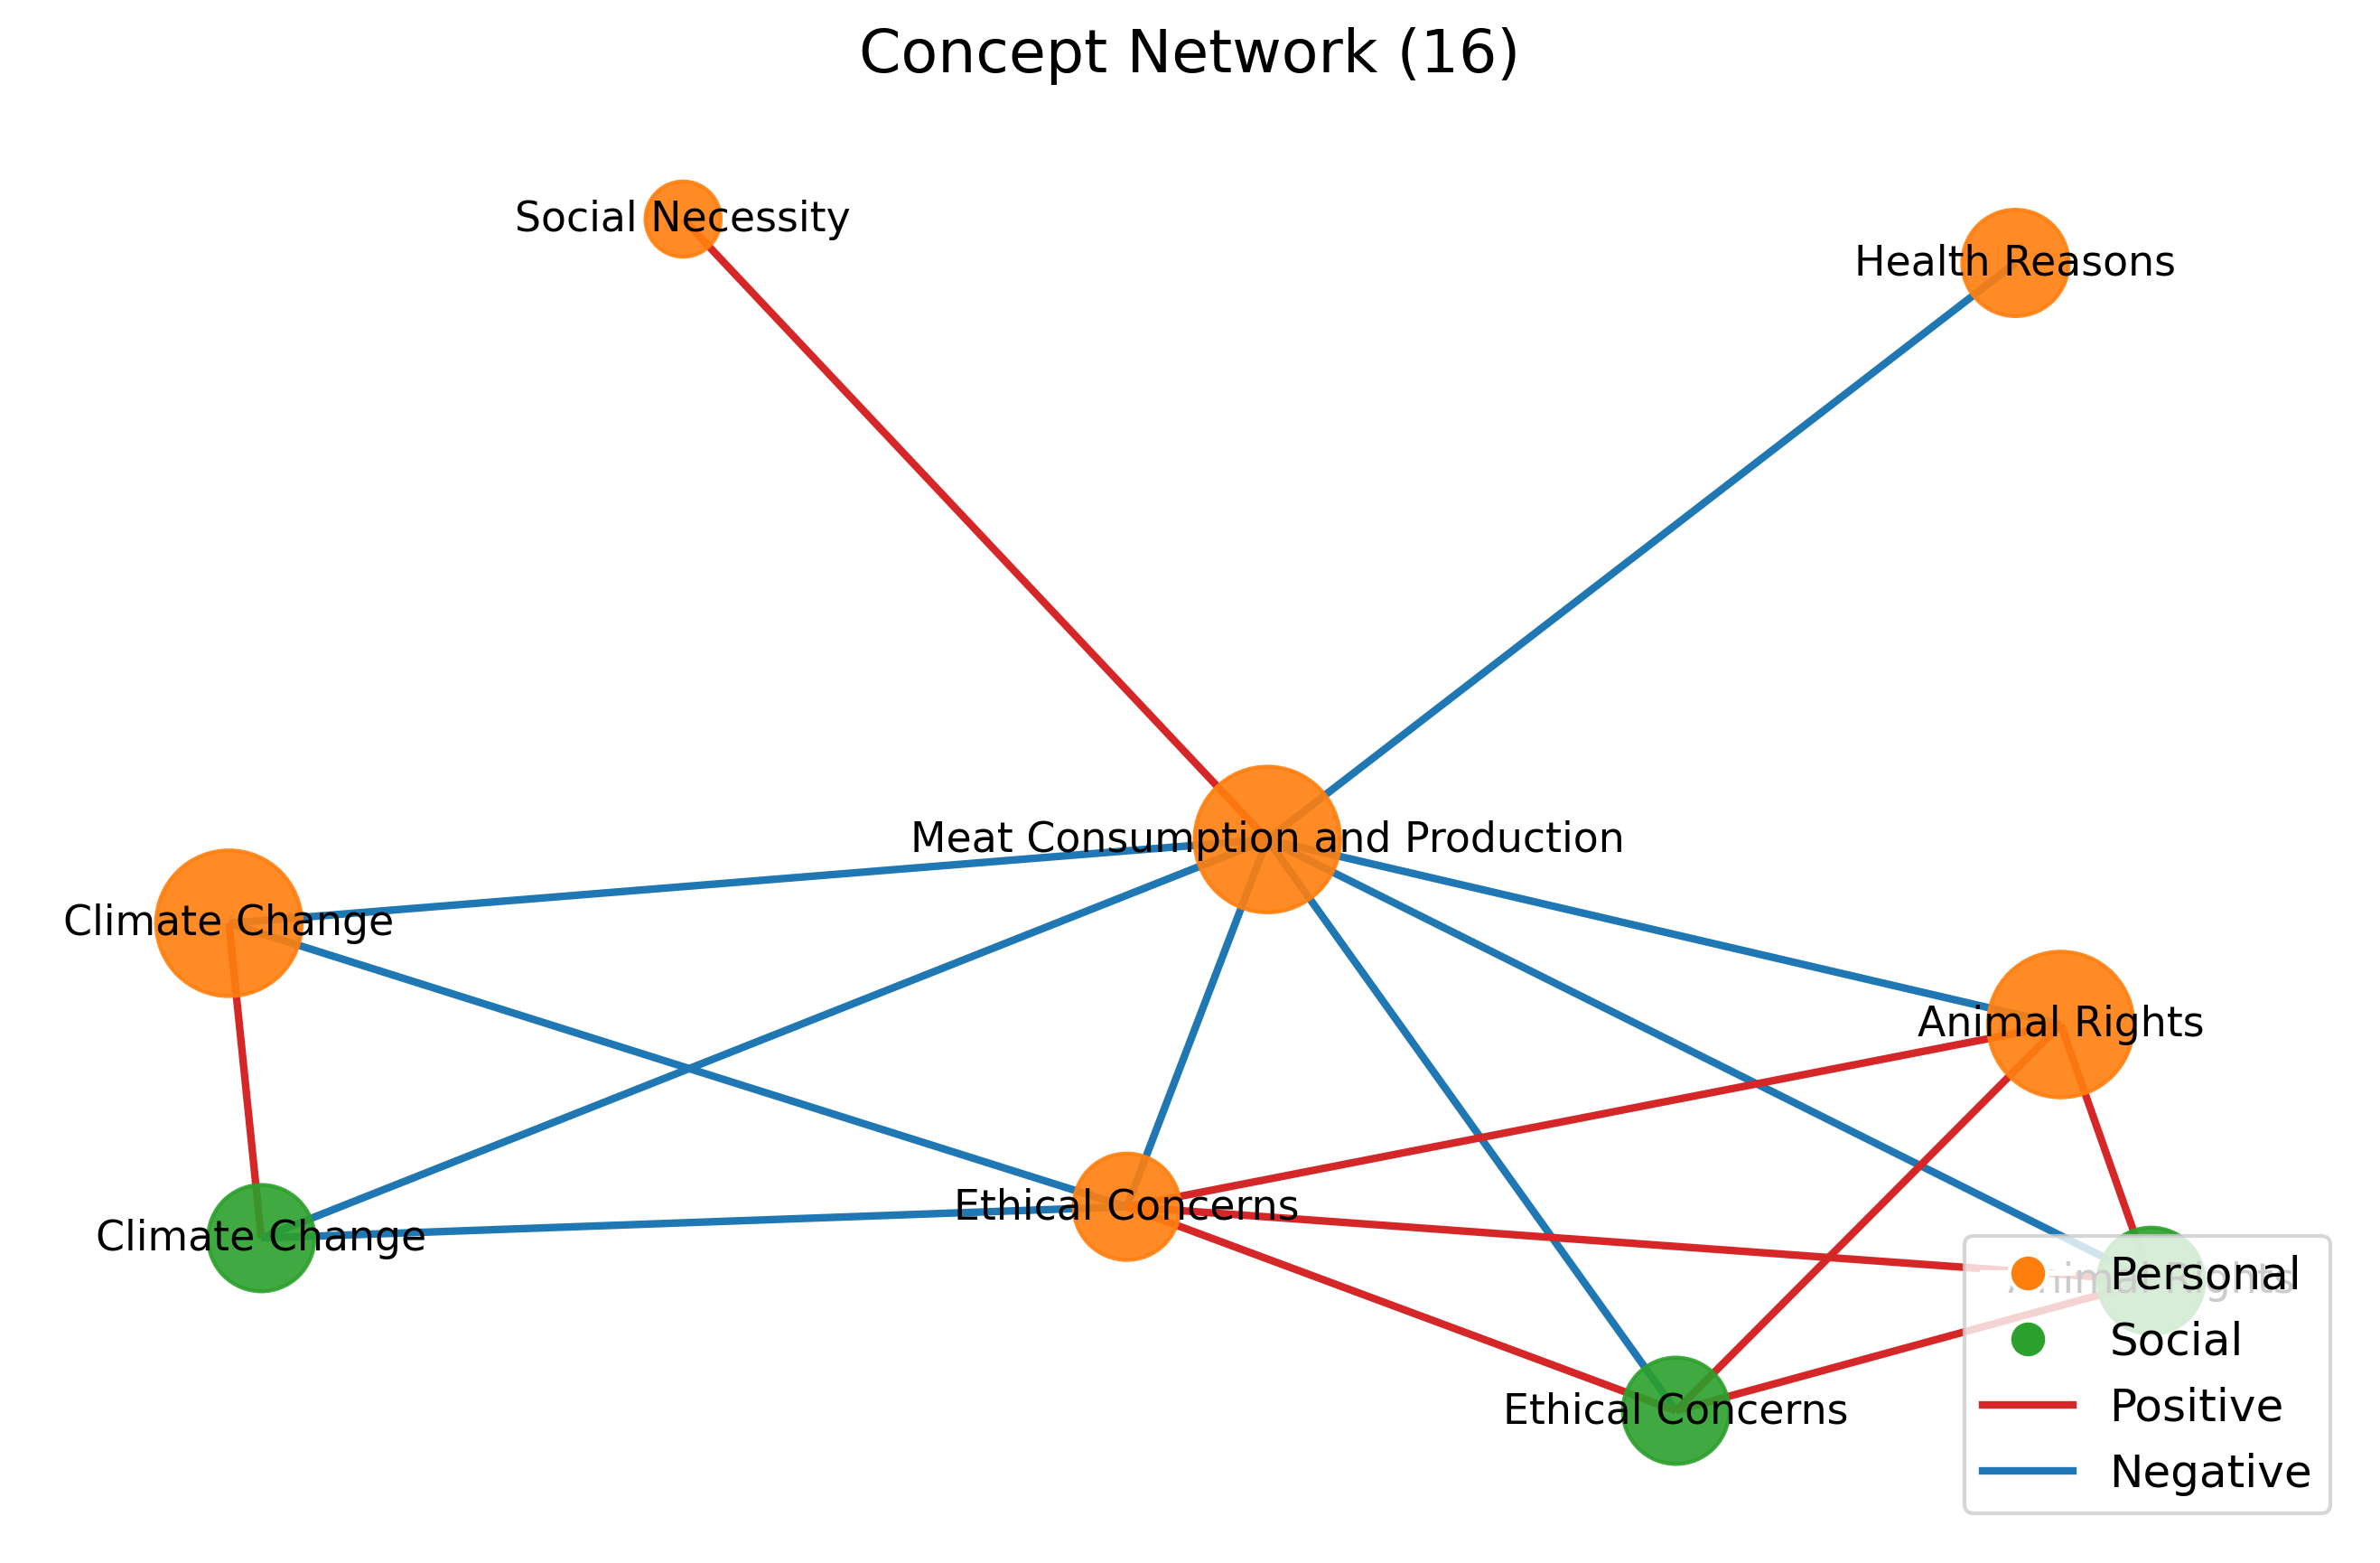 Concept Network (16)
Social Necessity
Health Reasons
Meat Consumption and Production
Climate Change
Animal Rights
Ethical Concerns
Climate Change
Animal Rights
Ethical Concerns
Personal
Social
Positive
Negative